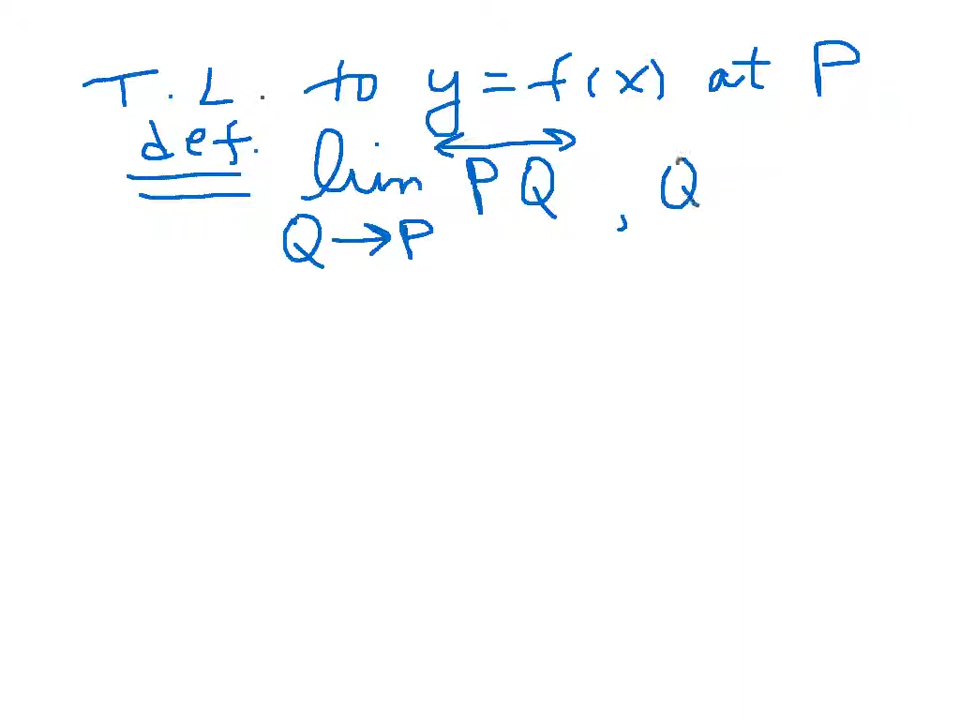 T.L. to y = f(x) at P
def. lim PQ , Q
Q → P